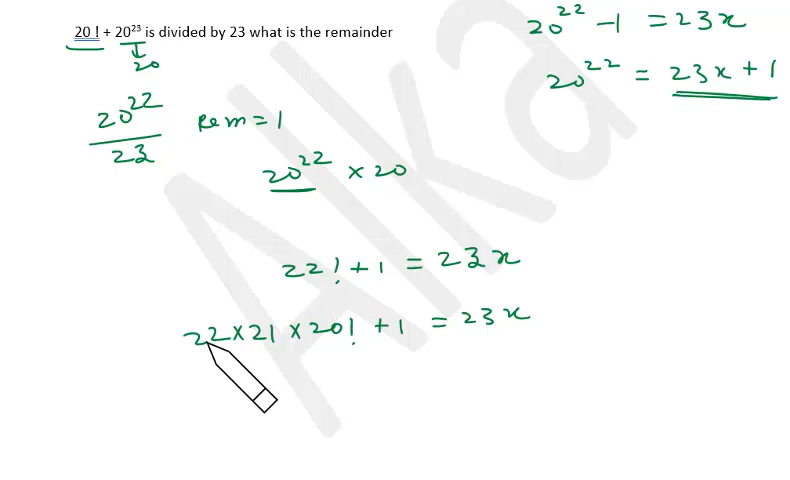 20 ! + 20²³ is divided by 23 what is the remainder
20
20²² - 1 = 23x
20²² = 23x + 1
20²² / 23 Rem = 1
20²² × 20
22! + 1 = 23x
22 × 21 × 20! + 1 = 23x
Alka